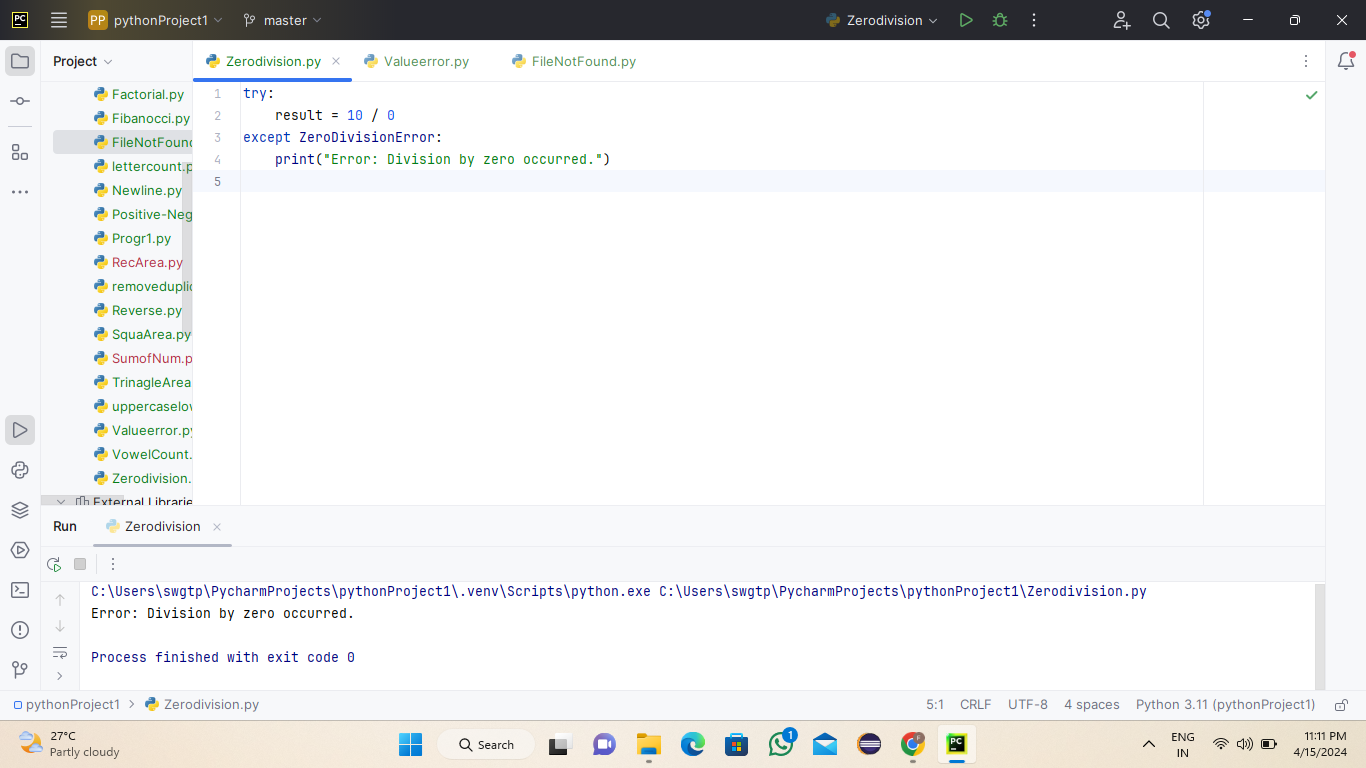 PC PP pythonProject1 master Zerodivision
Project Zerodivision.py Valueerror.py FileNotFound.py
Factorial.py
Fibanocci.py
FileNotFound
lettercount.p
Newline.py
Positive-Neg
Progr1.py
RecArea.py
removeduplic
Reverse.py
SquaArea.py
SumofNum.p
TrinagleArea
uppercaselow
Valueerror.py
VowelCount.
Zerodivision.
External Librarie
1 try:
2 result = 10 / 0
3 except ZeroDivisionError:
4 print("Error: Division by zero occurred.")
5
Run Zerodivision
C:\Users\swgtp\PycharmProjects\pythonProject1\.venv\Scripts\python.exe C:\Users\swgtp\PycharmProjects\pythonProject1\Zerodivision.py
Error: Division by zero occurred.
Process finished with exit code 0
pythonProject1 > Zerodivision.py 5:1 CRLF UTF-8 4 spaces Python 3.11 (pythonProject1)
27°C
Partly cloudy
Search
1
PC
ENG
IN
11:11 PM
4/15/2024